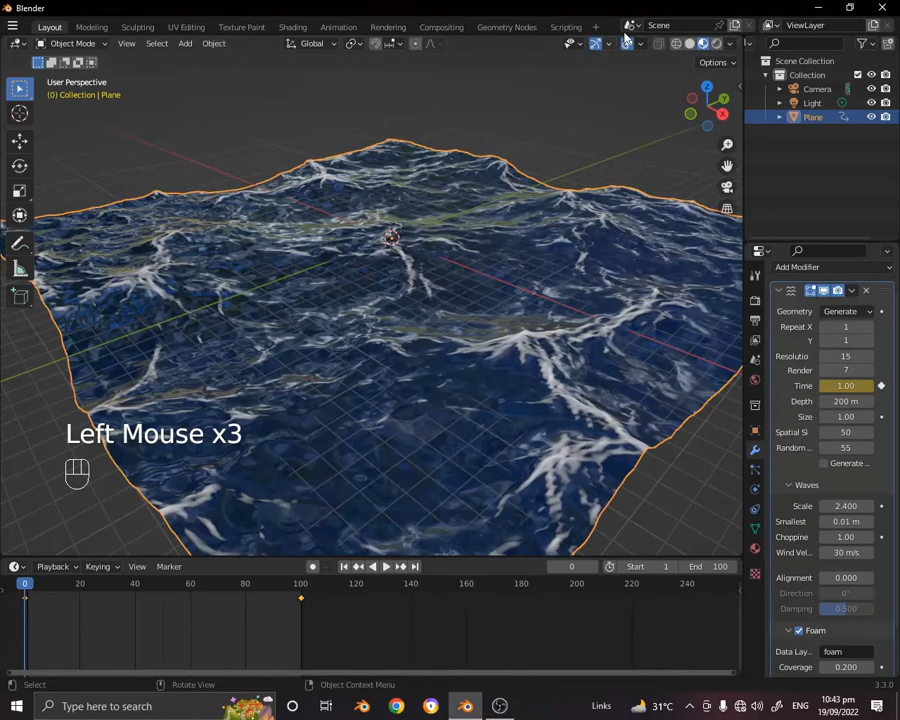 Blender
Layout Modeling Sculpting UV Editing Texture Paint Shading Animation Rendering Compositing Geometry Nodes Scripting + Scene ViewLayer
Object Mode View Select Add Object Global
Options
User Perspective
(0) Collection | Plane
Z
Y
X
Scene Collection
Collection
Camera
Light
Plane
Add Modifier
Geometry Generate
Repeat X 1
Y 1
Resolutio 15
Render 7
Time 1.00
Depth 200 m
Size 1.00
Spatial Si 50
Random ... 55
Generate ...
Waves
Scale 2.400
Smallest 0.01 m
Choppine 1.00
Wind Vel... 30 m/s
Alignment 0.000
Direction 0°
Damping 0.500
Foam
Data Lay... foam
Coverage 0.200
Left Mouse x3
Playback Keying View Marker 0 Start 1 End 100
0 20 40 60 80 100 120 140 160 180 200 220 240
Select Rotate View Object Context Menu 3.3.0
Type here to search Links 31°C ENG 10:43 pm
19/09/2022